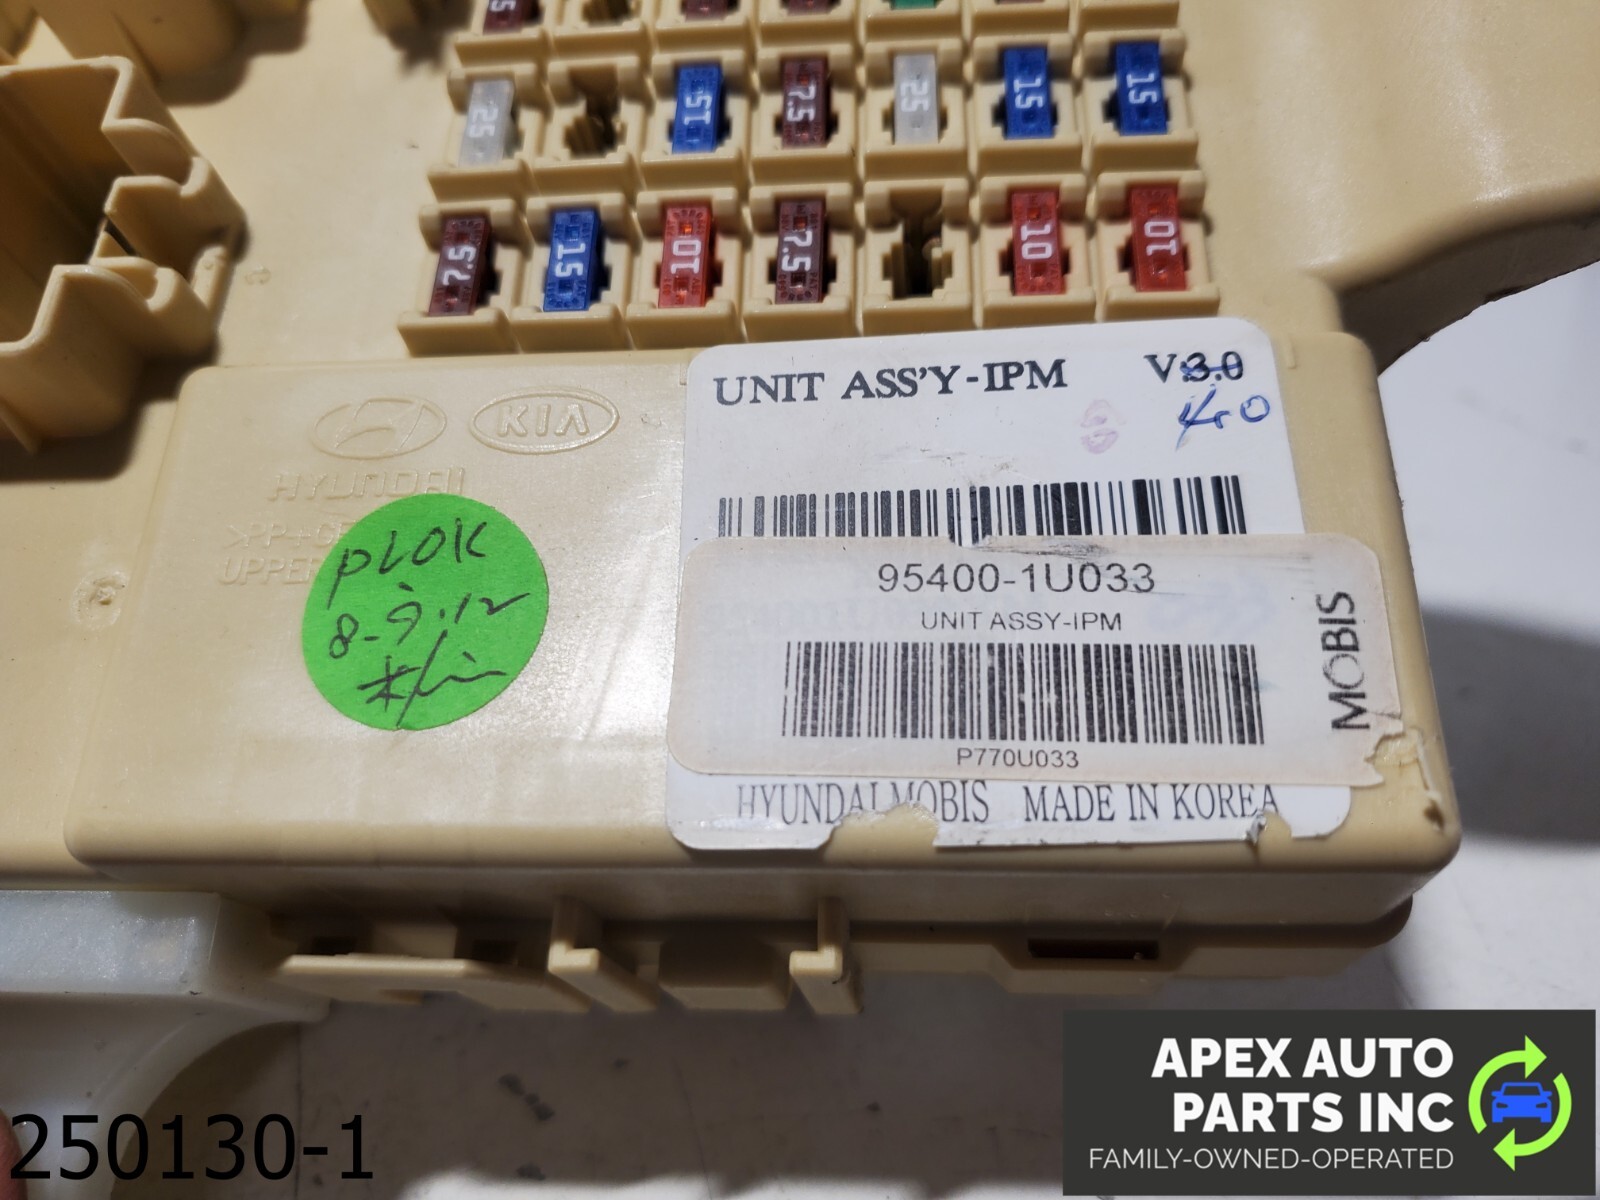 25 15 7.5 25 15 15
7.5 15 10 7.5 10 10
UNIT ASS'Y-IPM V.3.0
KIA
HYUNDAI
UPPER
PLOK
8-9.12
95400-1U033
UNIT ASSY-IPM
MOBIS
P770U033
HYUNDAI MOBIS MADE IN KOREA
250130-1
APEX AUTO
PARTS INC
FAMILY-OWNED-OPERATED